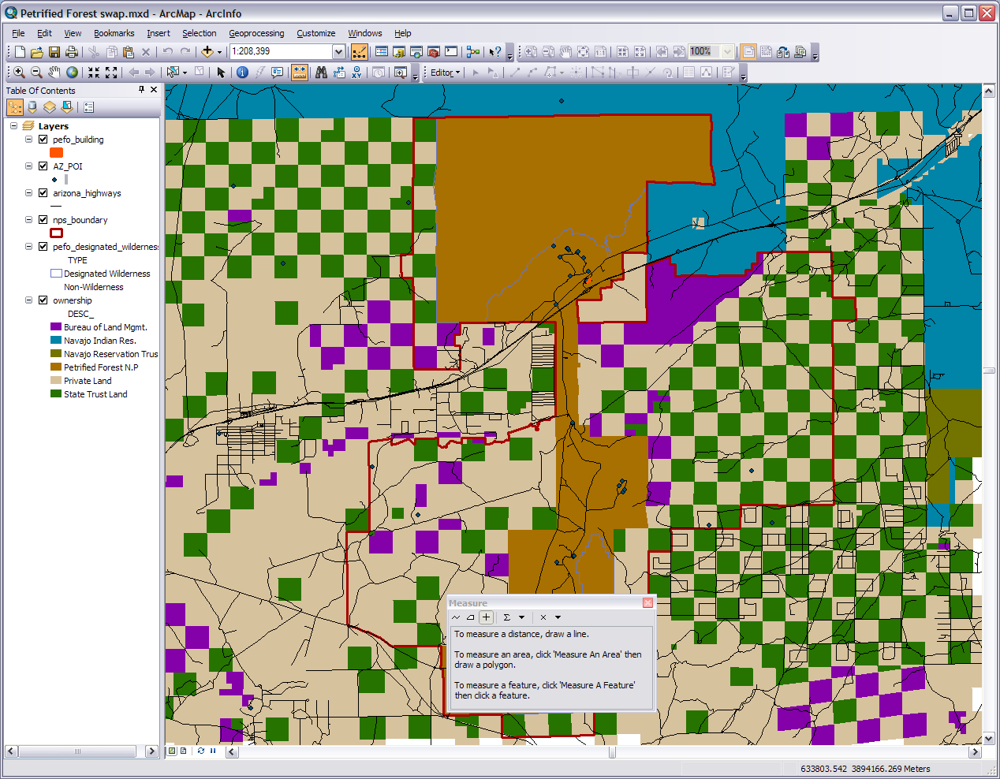 Petrified Forest swap.mxd - ArcMap - ArcInfo
File Edit View Bookmarks Insert Selection Geoprocessing Customize Windows Help
1:208,399
100%
Editor
Table Of Contents
Layers
pefo_building
AZ_POI
arizona_highways
nps_boundary
pefo_designated_wilderness
TYPE
Designated Wilderness
Non-Wilderness
ownership
DESC_
Bureau of Land Mgmt.
Navajo Indian Res.
Navajo Reservation Trus
Petrified Forest N.P
Private Land
State Trust Land
Measure
To measure a distance, draw a line.
To measure an area, click 'Measure An Area' then
draw a polygon.
To measure a feature, click 'Measure A Feature'
then click a feature.
633803.542 3894166.269 Meters